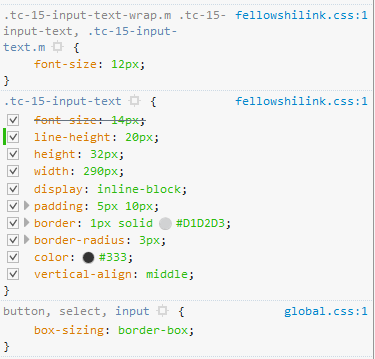 .tc-15-input-text-wrap.m .tc-15- fellowshilink.css:1
input-text, .tc-15-input-
text.m {
font-size: 12px;
}
.tc-15-input-text { fellowshilink.css:1
font-size: 14px;
line-height: 20px;
height: 32px;
width: 290px;
display: inline-block;
padding: 5px 10px;
border: 1px solid #D1D2D3;
border-radius: 3px;
color: #333;
vertical-align: middle;
}
button, select, input { global.css:1
box-sizing: border-box;
}